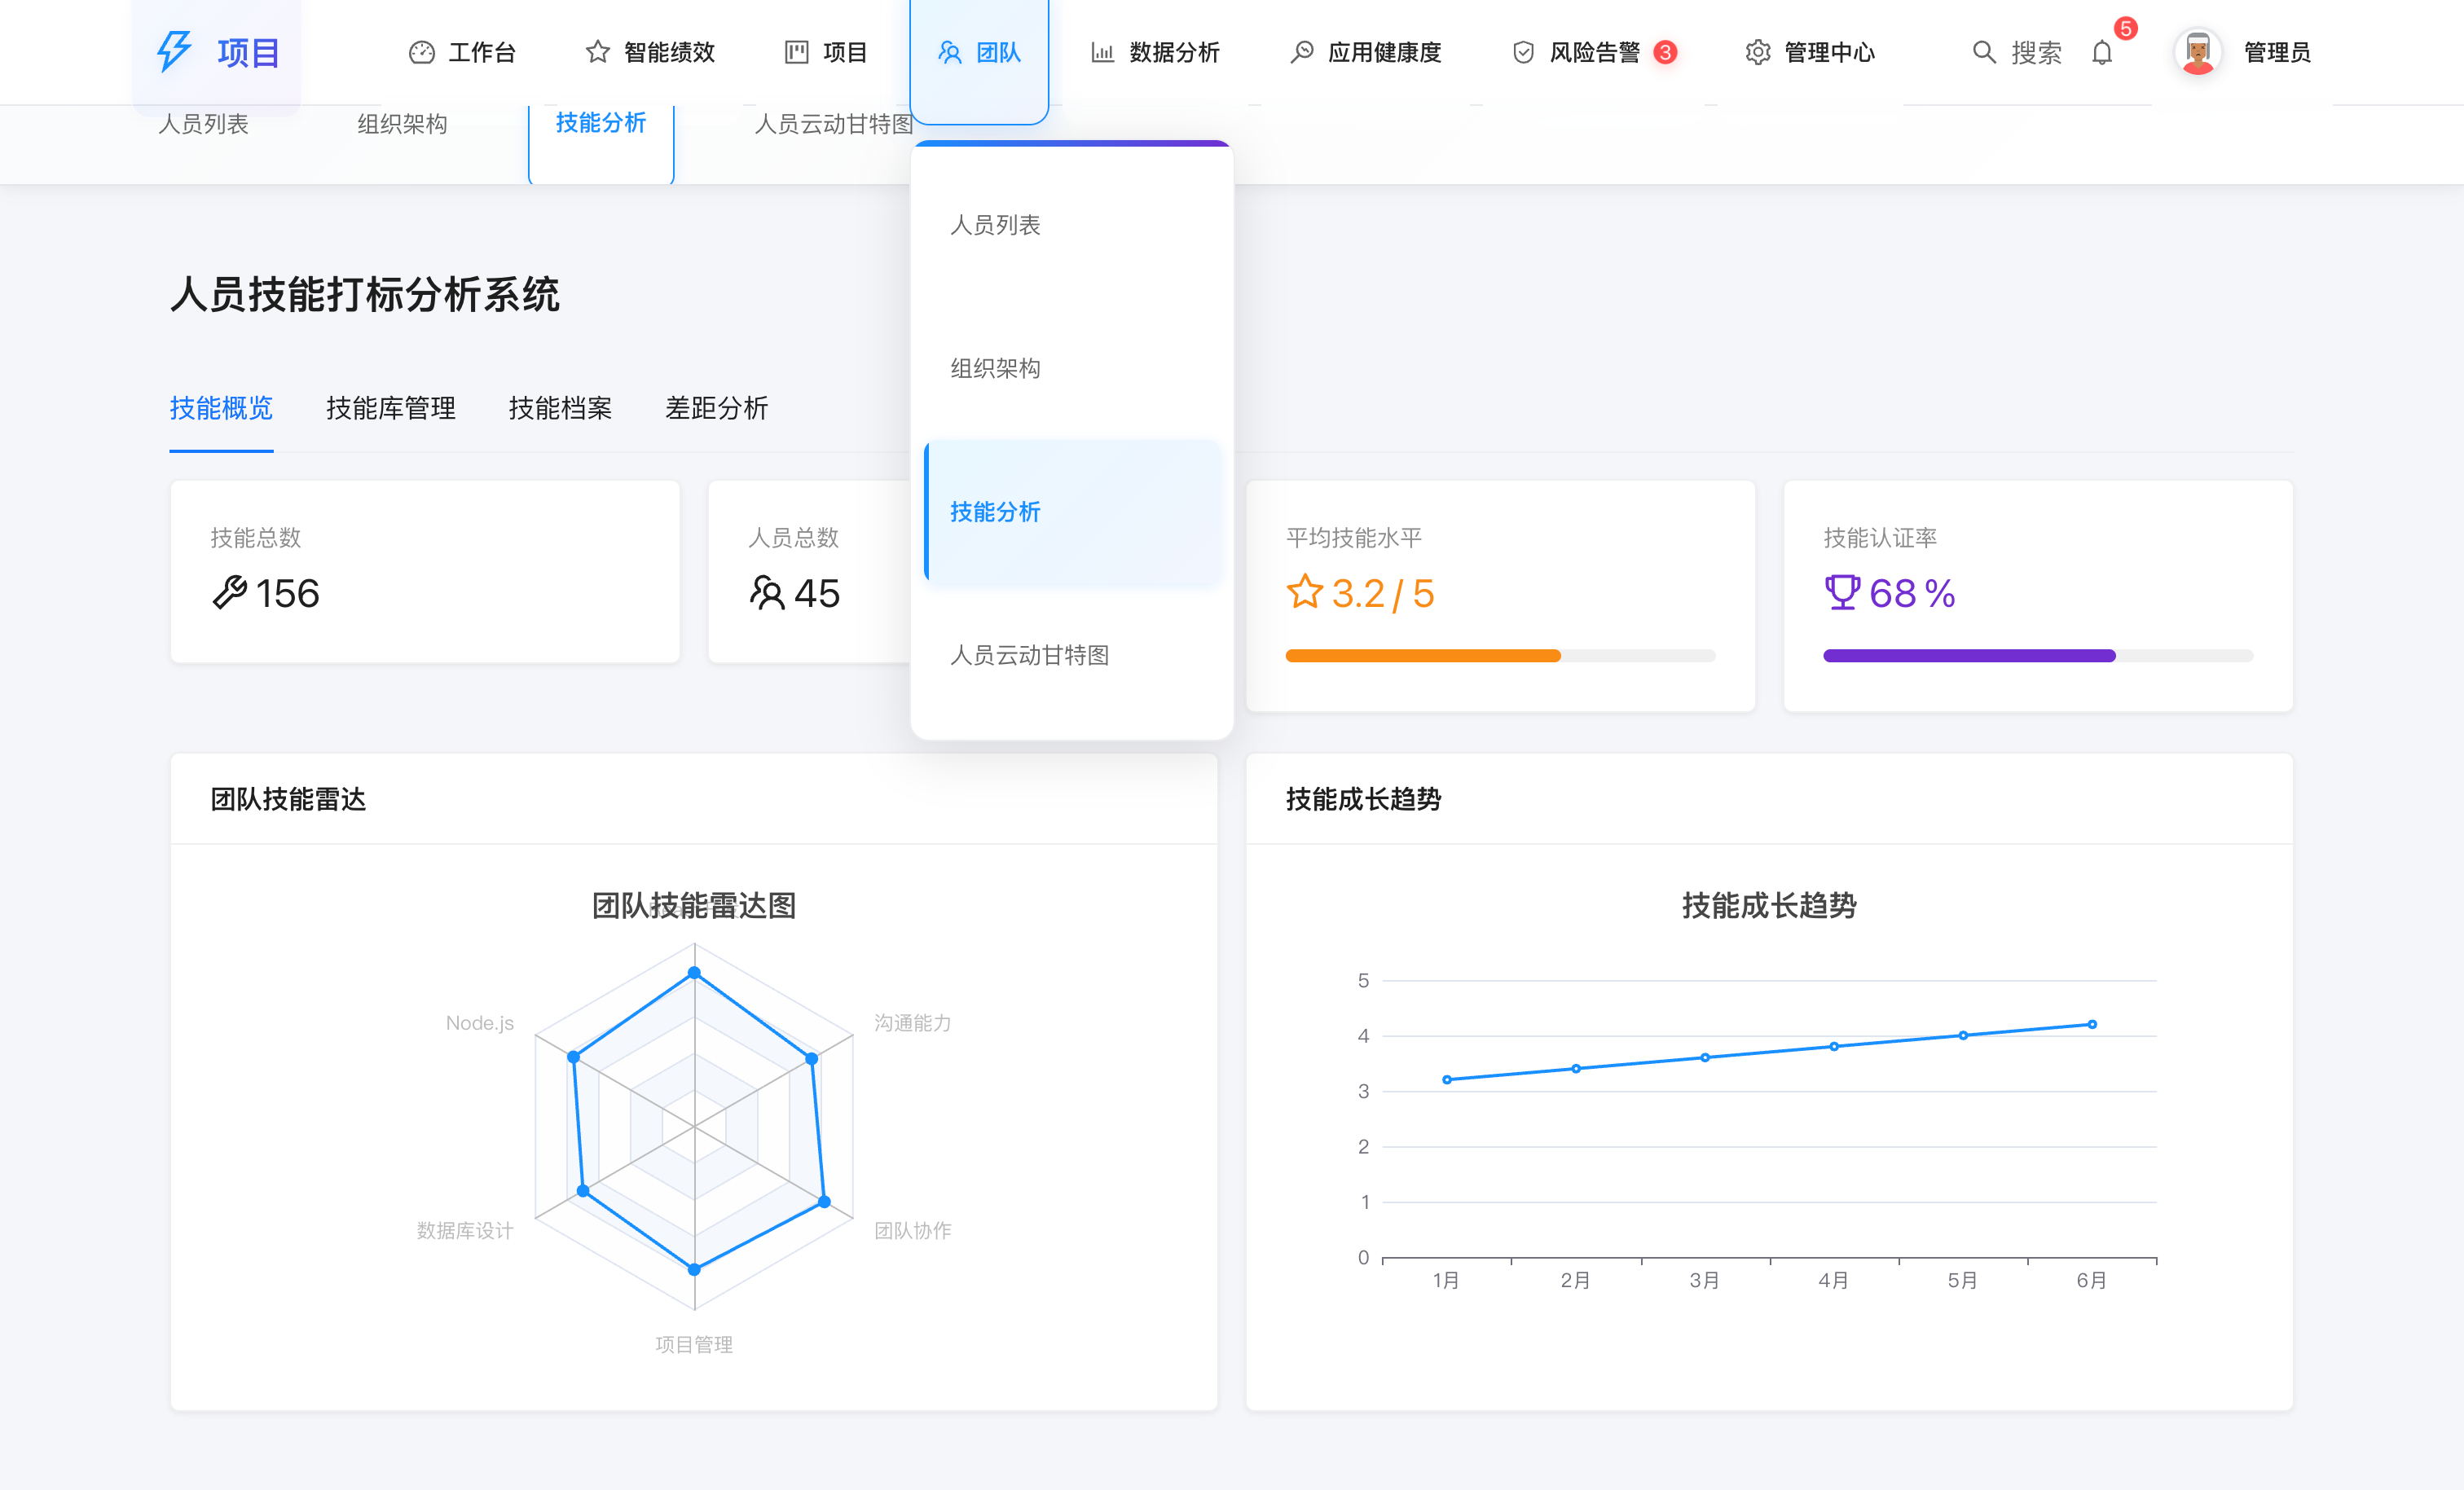 项目
工作台
智能绩效
项目
团队
数据分析
应用健康度
风险告警 3
管理中心
搜索
5
管理员
人员列表
组织架构
技能分析
人员云动甘特图
人员列表
组织架构
技能分析
人员云动甘特图
人员技能打标分析系统
技能概览
技能库管理
技能档案
差距分析
技能总数
156
人员总数
45
平均技能水平
3.2 / 5
技能认证率
68 %
团队技能雷达
团队技能雷达图
Node.js
沟通能力
数据库设计
团队协作
项目管理
技能成长趋势
技能成长趋势
5
4
3
2
1
0
1月
2月
3月
4月
5月
6月